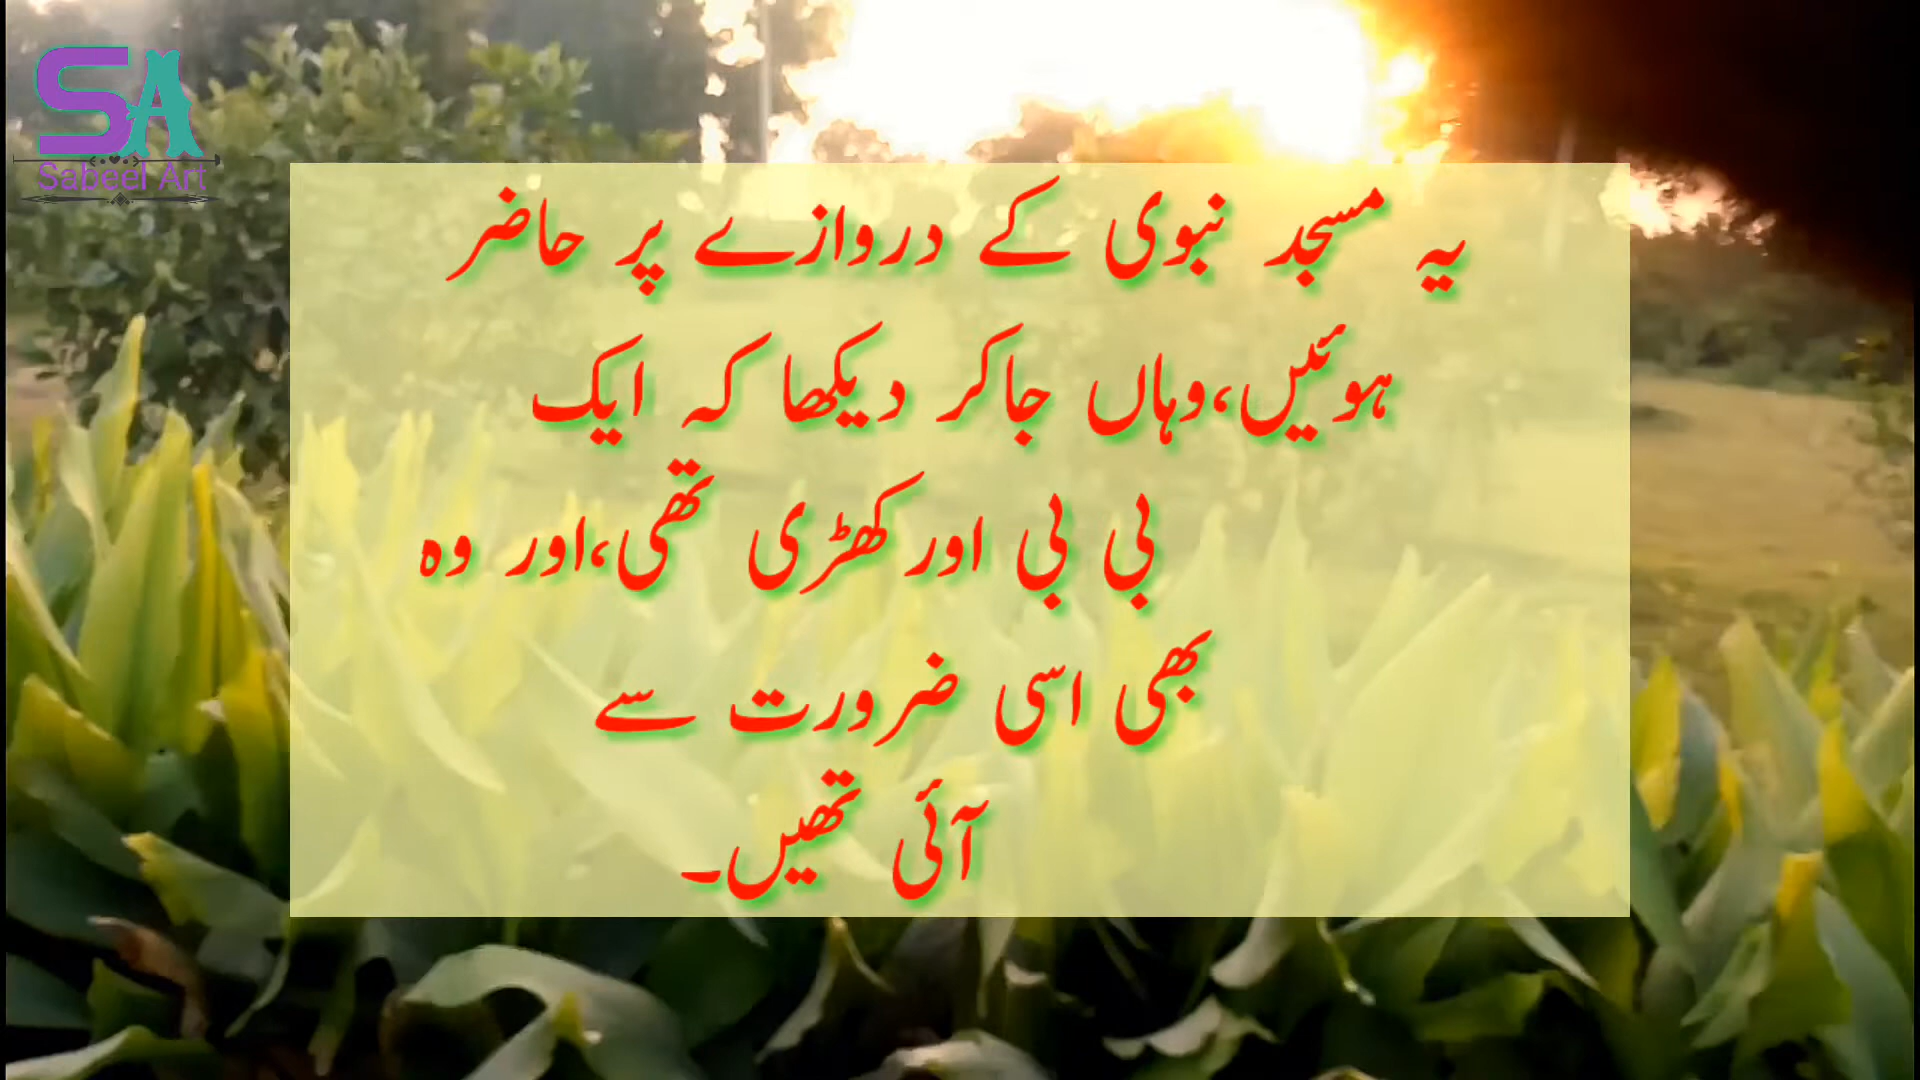 SA
Sabeel Art
یہ مسجد نبوی کے دروازے پر حاضر
ہوئیں،وہاں جاکر دیکھا کہ ایک
بی بی اور کھڑی تھی،اور وہ
بھی اسی ضرورت سے
آئی تھیں۔